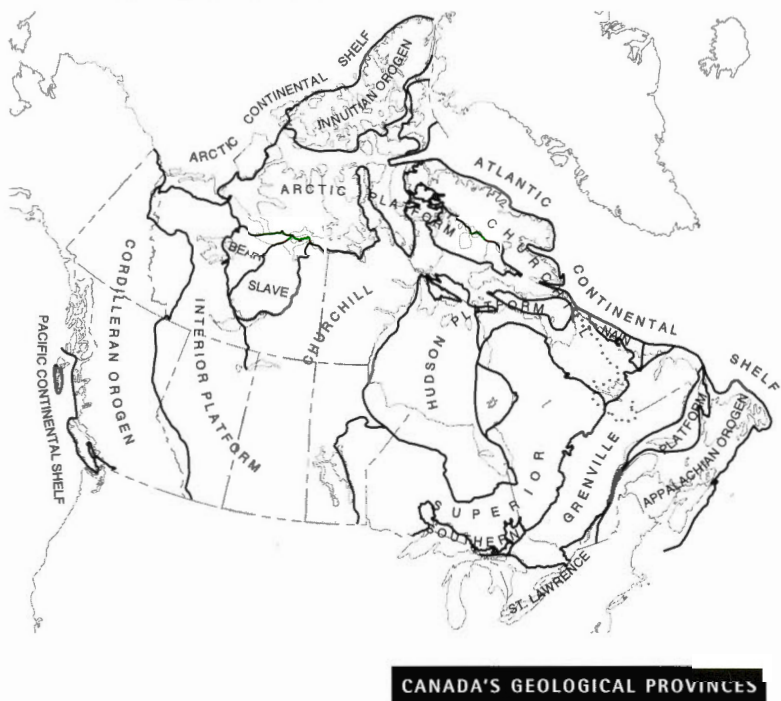 ARCTIC CONTINENTAL SHELF
INNUITIAN OROGEN
ARCTIC PLATFORM
ATLANTIC CONTINENTAL SHELF
CHURCHILL
BEAR
SLAVE
CORDILLERAN OROGEN
INTERIOR PLATFORM
CHURCHILL
HUDSON PLATFORM
NAIN
PACIFIC CONTINENTAL SHELF
SUPERIOR
SOUTHERN
GRENVILLE
ST. LAWRENCE PLATFORM
APPALACHIAN OROGEN
CANADA'S GEOLOGICAL PROVINCES